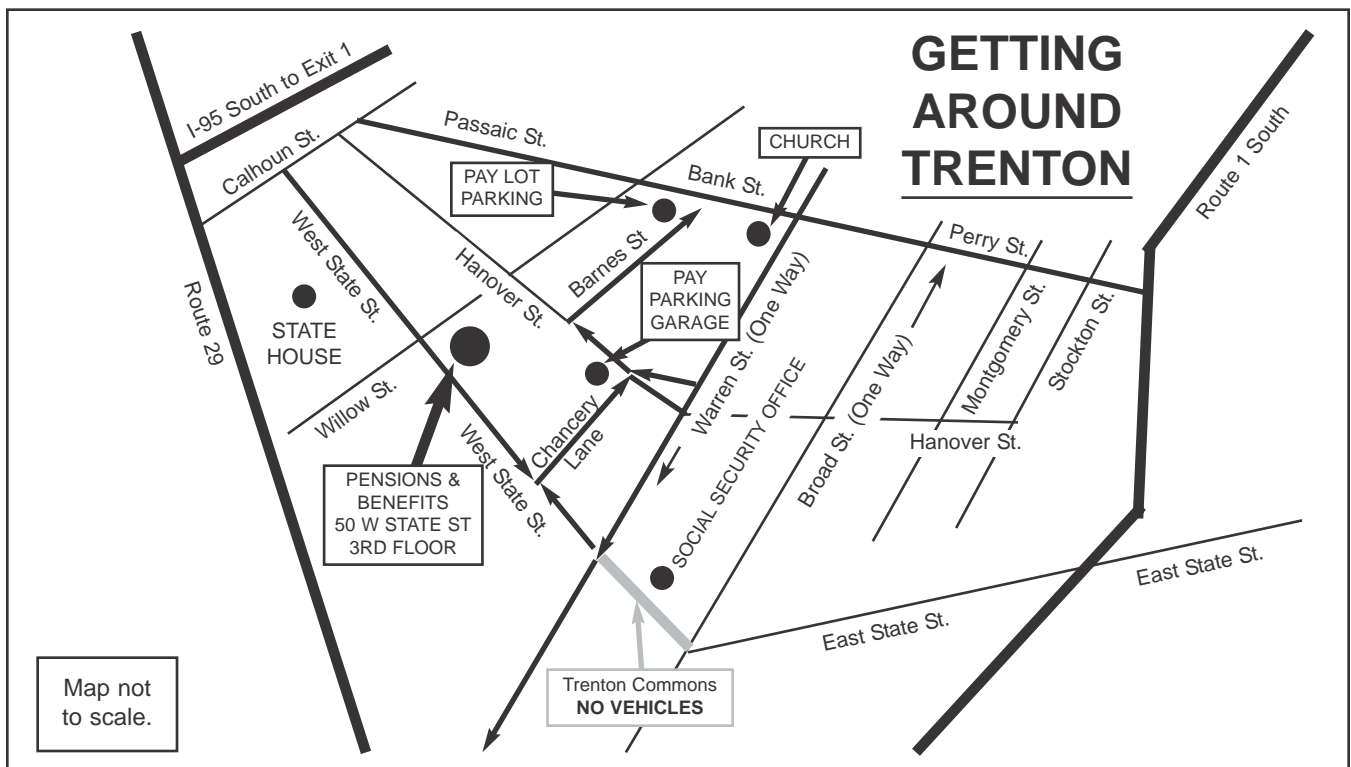 GETTING
AROUND
TRENTON
I-95 South to Exit 1
Calhoun St.
Passaic St.
CHURCH
PAY LOT
PARKING
Bank St.
Route 1 South
West State St.
Hanover St.
Barnes St
Perry St.
PAY
PARKING
GARAGE
Route 29
STATE
HOUSE
Warren St. (One Way)
Montgomery St.
Stockton St.
Willow St.
Chancery
Lane
SOCIAL SECURITY OFFICE
Broad St. (One Way)
Hanover St.
West State St.
PENSIONS &
BENEFITS
50 W STATE ST
3RD FLOOR
East State St.
East State St.
Trenton Commons
NO VEHICLES
Map not
to scale.